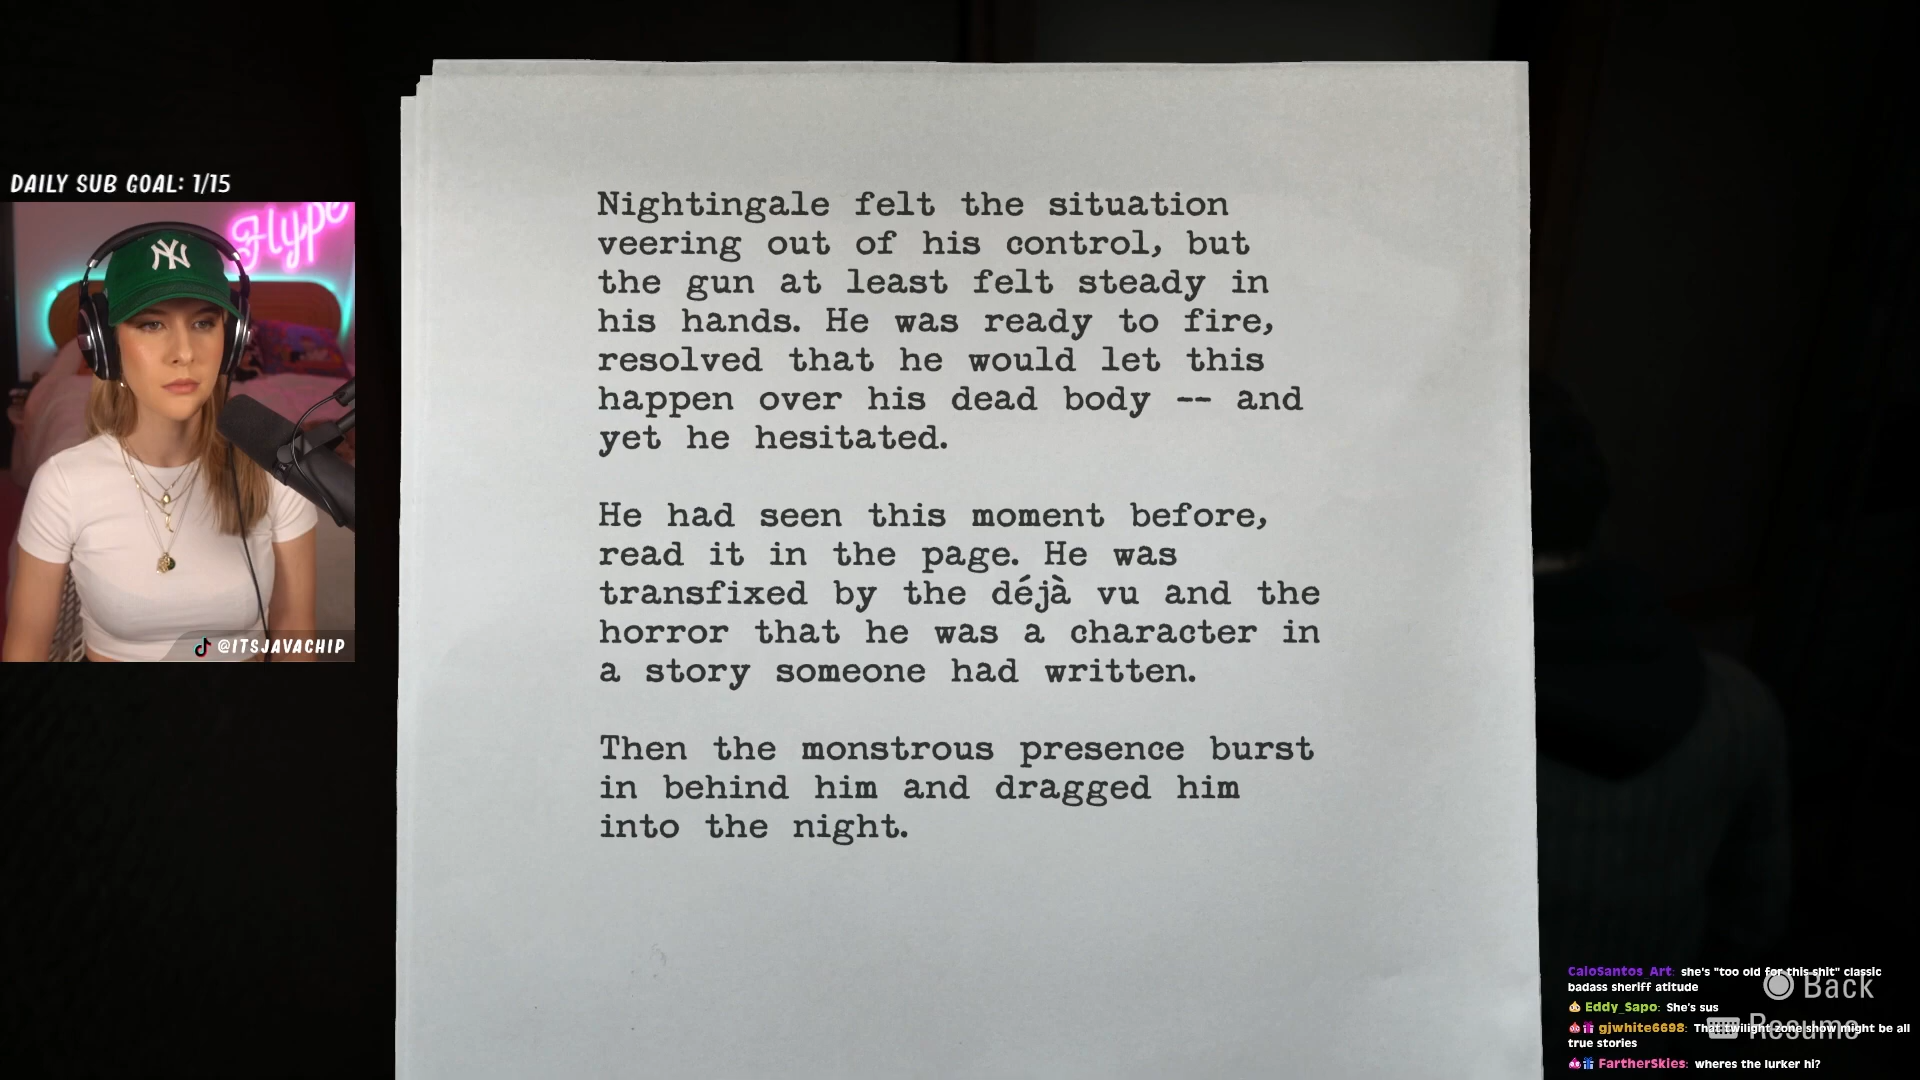 DAILY SUB GOAL: 1/15
Hype
NY
@ITSJAVACHIP
Nightingale felt the situation
veering out of his control, but
the gun at least felt steady in
his hands. He was ready to fire,
resolved that he would let this
happen over his dead body -- and
yet he hesitated.
He had seen this moment before,
read it in the page. He was
transfixed by the déjà vu and the
horror that he was a character in
a story someone had written.
Then the monstrous presence burst
in behind him and dragged him
into the night.
CaioSantos_Art: she's "too old for this shit" classic
badass sheriff atitude
Back
Eddy_Sapo: She's sus
gjwhite6698: That twilight zone show might be all
true stories
Resume
FartherSkies: wheres the lurker hi?